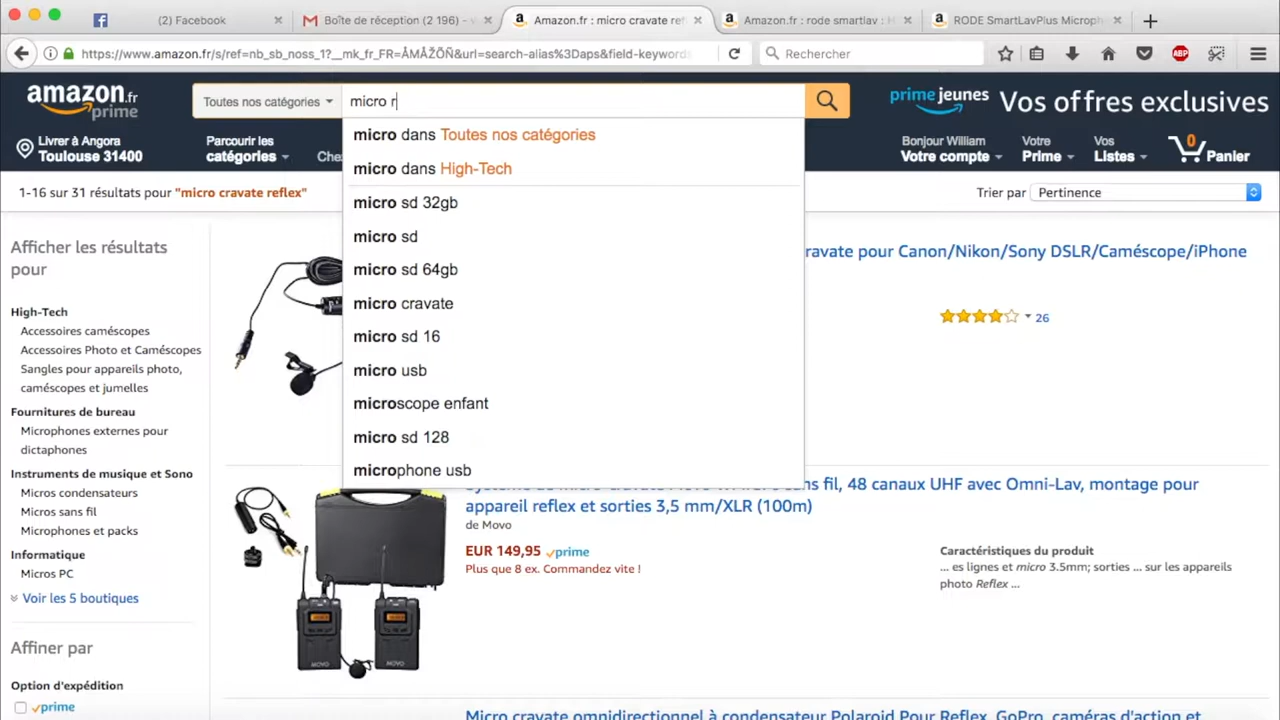 (2) Facebook
Boîte de réception (2 196) -
Amazon.fr : micro cravate ref
Amazon.fr : rode smartlav : H
RODE SmartLavPlus Microph
https://www.amazon.fr/s/ref=nb_sb_noss_1?__mk_fr_FR=ÅMÅŽÕÑ&url=search-alias%3Daps&field-keywords
Rechercher
ABP
amazon.fr
prime
Toutes nos catégories
micro r
prime jeunes
Vos offres exclusives
Livrer à Angora
Toulouse 31400
Parcourir les
catégories
Chez
Bonjour William
Votre compte
Votre
Prime
Vos
Listes
0
Panier
1-16 sur 31 résultats pour "micro cravate reflex"
Trier par
Pertinence
micro dans Toutes nos catégories
micro dans High-Tech
micro sd 32gb
micro sd
micro sd 64gb
micro cravate
micro sd 16
micro usb
microscope enfant
micro sd 128
microphone usb
Afficher les résultats
pour
High-Tech
Accessoires caméscopes
Accessoires Photo et Caméscopes
Sangles pour appareils photo,
caméscopes et jumelles
Fournitures de bureau
Microphones externes pour
dictaphones
Instruments de musique et Sono
Micros condensateurs
Micros sans fil
Microphones et packs
Informatique
Micros PC
Voir les 5 boutiques
Affiner par
Option d'expédition
prime
ravate pour Canon/Nikon/Sony DSLR/Caméscope/iPhone
26
ns fil, 48 canaux UHF avec Omni-Lav, montage pour
appareil reflex et sorties 3,5 mm/XLR (100m)
de Movo
EUR 149,95 prime
Plus que 8 ex. Commandez vite !
Caractéristiques du produit
... es lignes et micro 3.5mm; sorties ... sur les appareils
photo Reflex ...
MOVO
MOVO
Micro cravate omnidirectionnel à condensateur Polaroid Pour Reflex, GoPro, caméras d'action et